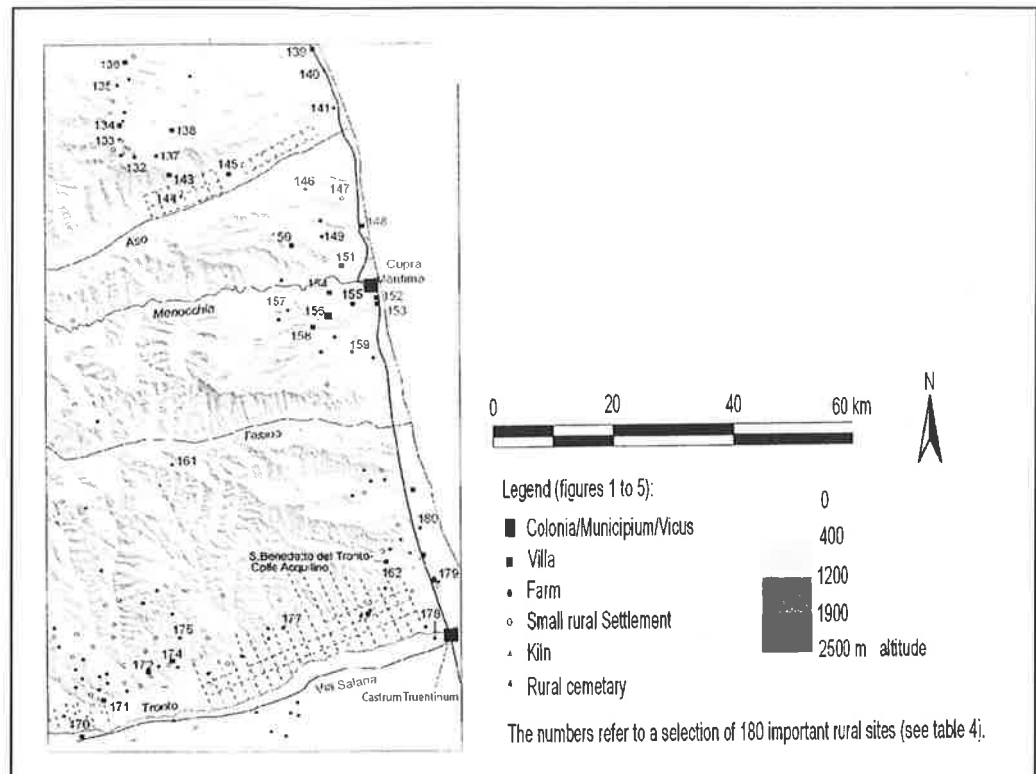 139
140
136
135
141
134
138
133
132
137
143
145
144
146
147
148
Aso
150
149
151
Cupra
Maritima
154
155
152
Menocchia
157
156
153
158
159
Tesino
161
180
S.Benedetto del Tronto-
Colle Acquilino
162
179
178
177
175
174
173
171
Via Salaria
Tronto
Castrum Truentinum
170
N
0 20 40 60 km
Legend (figures 1 to 5):
Colonia/Municipium/Vicus
Villa
Farm
Small rural Settlement
Kiln
Rural cemetary
0
400
1200
1900
2500 m altitude
The numbers refer to a selection of 180 important rural sites (see table 4).